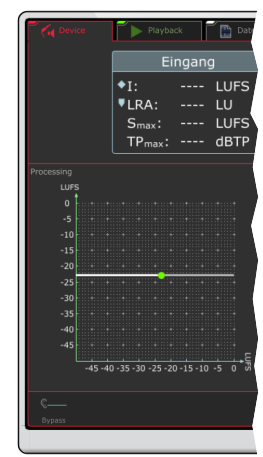 Device Playback Date
Eingang
I: ---- LUFS
LRA: ---- LU
Smax: ---- LUFS
TPmax: ---- dBTP
Processing
LUFS
0
-5
-10
-15
-20
-25
-30
-35
-40
-45
-45 -40 -35 -30 -25 -20 -15 -10 -5 0
LUFS
Bypass